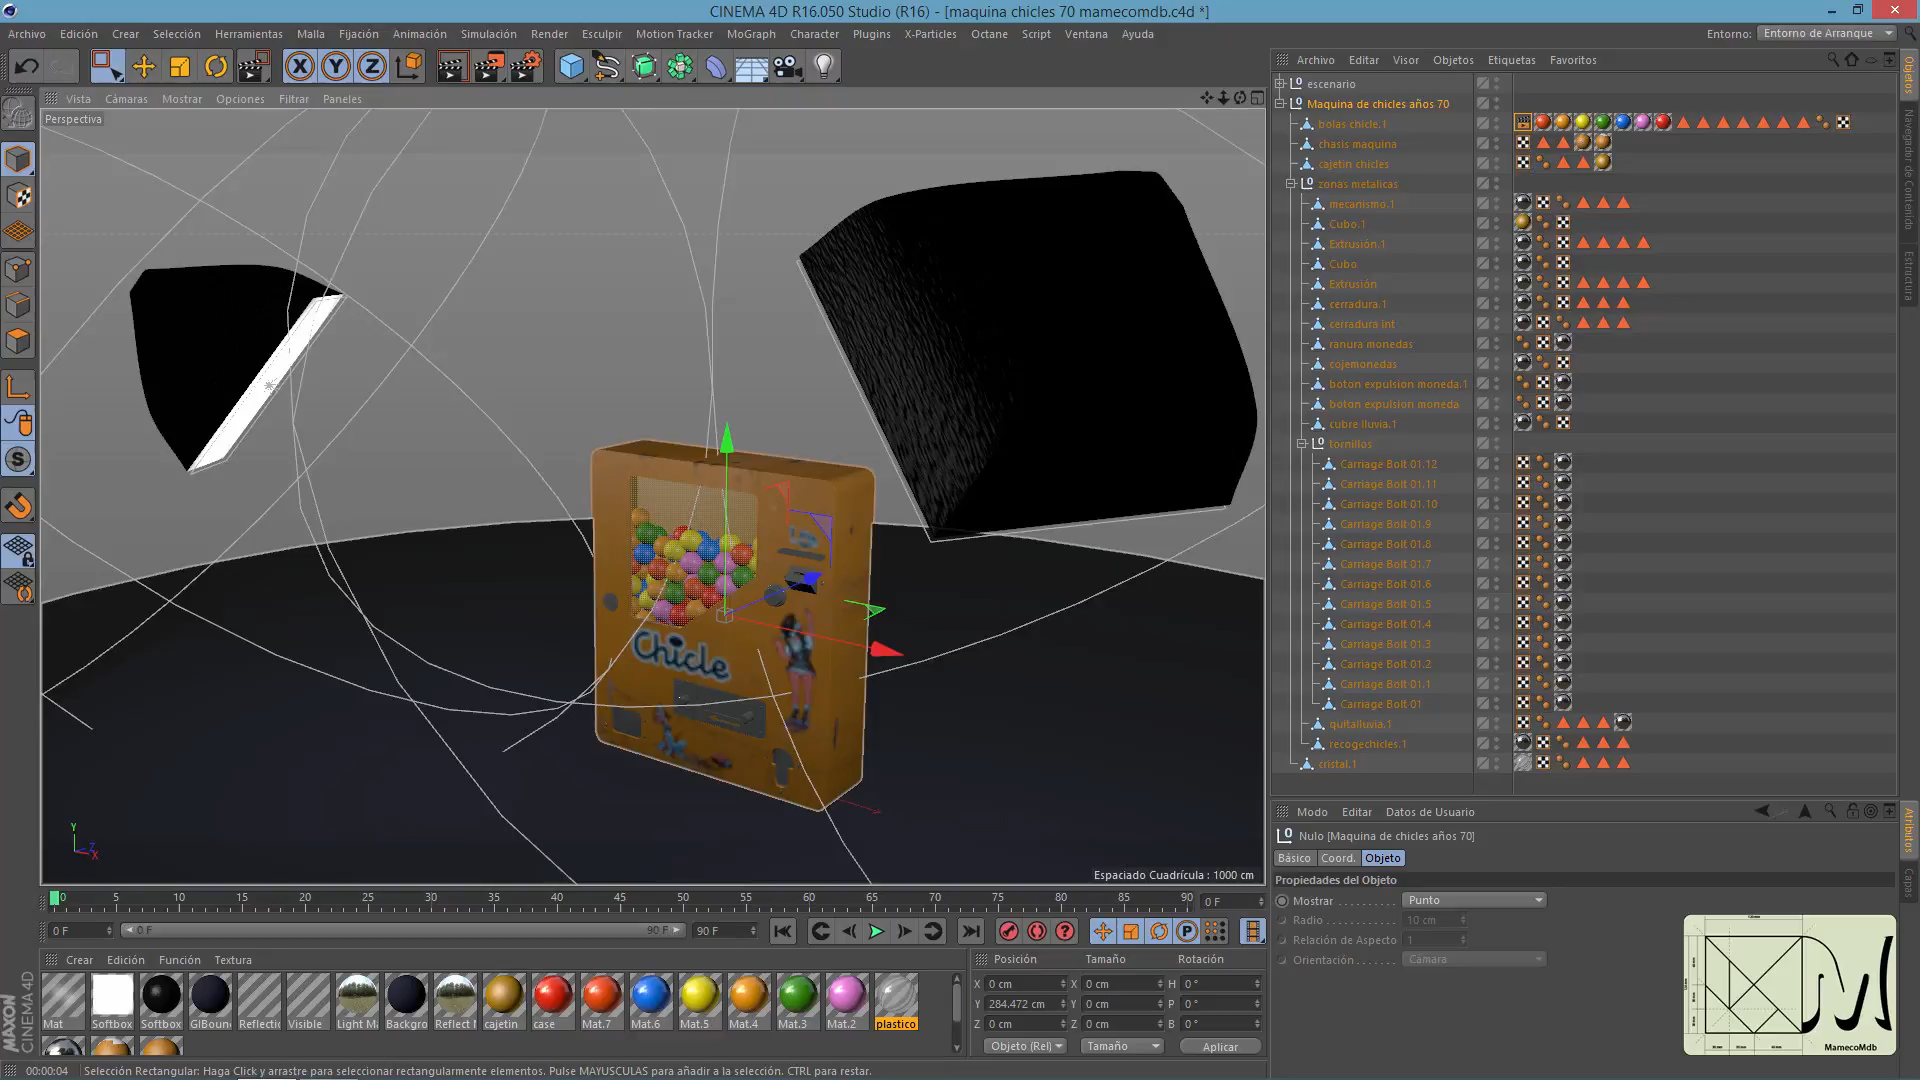 CINEMA 4D R16.050 Studio (R16) - [maquina chicles 70 mamecomdb.c4d *]
Archivo Edición Crear Selección Herramientas Malla Fijación Animación Simulación Render Esculpir Motion Tracker MoGraph Character Plugins X-Particles Octane Script Ventana Ayuda
Entorno: Entorno de Arranque
Vista Cámaras Mostrar Opciones Filtrar Paneles
Perspectiva
Chicle
Espaciado Cuadrícula : 1000 cm
Y
Z
X
Archivo Editar Visor Objetos Etiquetas Favoritos
escenario
Maquina de chicles años 70
bolas chicle.1
chasis maquina
cajetin chicles
zonas metalicas
mecanismo.1
Cubo.1
Extrusión.1
Cubo
Extrusión
cerradura.1
cerradura int
ranura monedas
cojemonedas
boton expulsion moneda.1
boton expulsion moneda
cubre lluvia.1
tornillos
Carriage Bolt 01.12
Carriage Bolt 01.11
Carriage Bolt 01.10
Carriage Bolt 01.9
Carriage Bolt 01.8
Carriage Bolt 01.7
Carriage Bolt 01.6
Carriage Bolt 01.5
Carriage Bolt 01.4
Carriage Bolt 01.3
Carriage Bolt 01.2
Carriage Bolt 01.1
Carriage Bolt 01
quitalluvia.1
recogechicles.1
cristal.1
Objetos
Navegador de Contenido
Estructura
Modo Editar Datos de Usuario
Nulo [Maquina de chicles años 70]
Básico Coord. Objeto
Propiedades del Objeto
Mostrar Punto
Radio 10 cm
Relación de Aspecto 1
Orientación Cámara
Atributos
Capas
MamecoMdb
0 5 10 15 20 25 30 35 40 45 50 55 60 65 70 75 80 85 90 0 F
0 F 0 F 90 F 90 F
Crear Edición Función Textura
Mat Softbox Softbox GIBoun Reflectic Visible Light Ma Backgro Reflect M cajetin case Mat.7 Mat.6 Mat.5 Mat.4 Mat.3 Mat.2 plastico
Posición Tamaño Rotación
X 0 cm X 0 cm H 0 °
Y 284.472 cm Y 0 cm P 0 °
Z 0 cm Z 0 cm B 0 °
Objeto (Rel) Tamaño Aplicar
MAXON CINEMA 4D
00:00:04 Selección Rectangular: Haga Click y arrastre para seleccionar rectangularmente elementos. Pulse MAYUSCULAS para añadir a la selección. CTRL para restar.